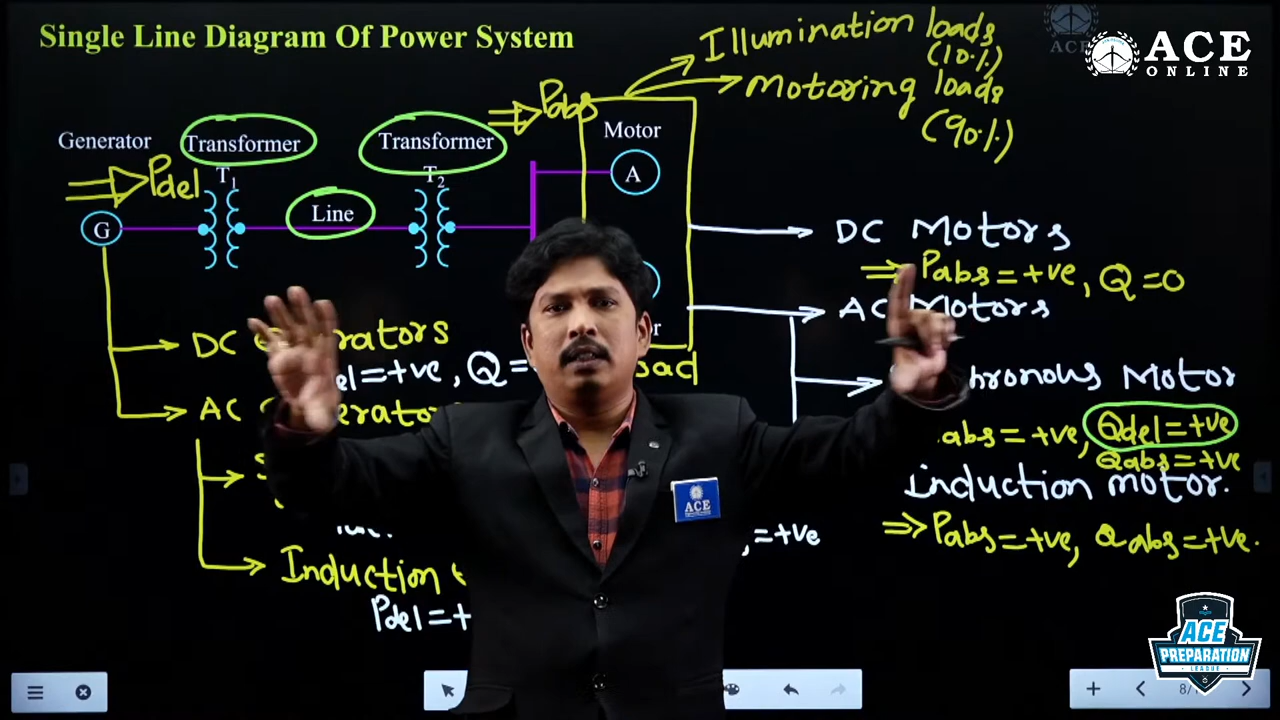 Single Line Diagram Of Power System
Illumination loads
(10%)
motoring loads
(90%)
ACE
ONLINE
Pabs
Generator
Transformer
Transformer
Motor
Pdel
T1
T2
A
Line
G
DC Motors
Pabs = +ve, Q = 0
AC Motors
DC
=+ve, Q =
AC
Motor
abs = +ve, Qdel = +ve
Qabs = +ve
induction motor.
Pabs = +ve, Qabs = +ve.
=+ve
Induction
Pdel = +
ACE
ACE
PREPARATION
LEAGUE